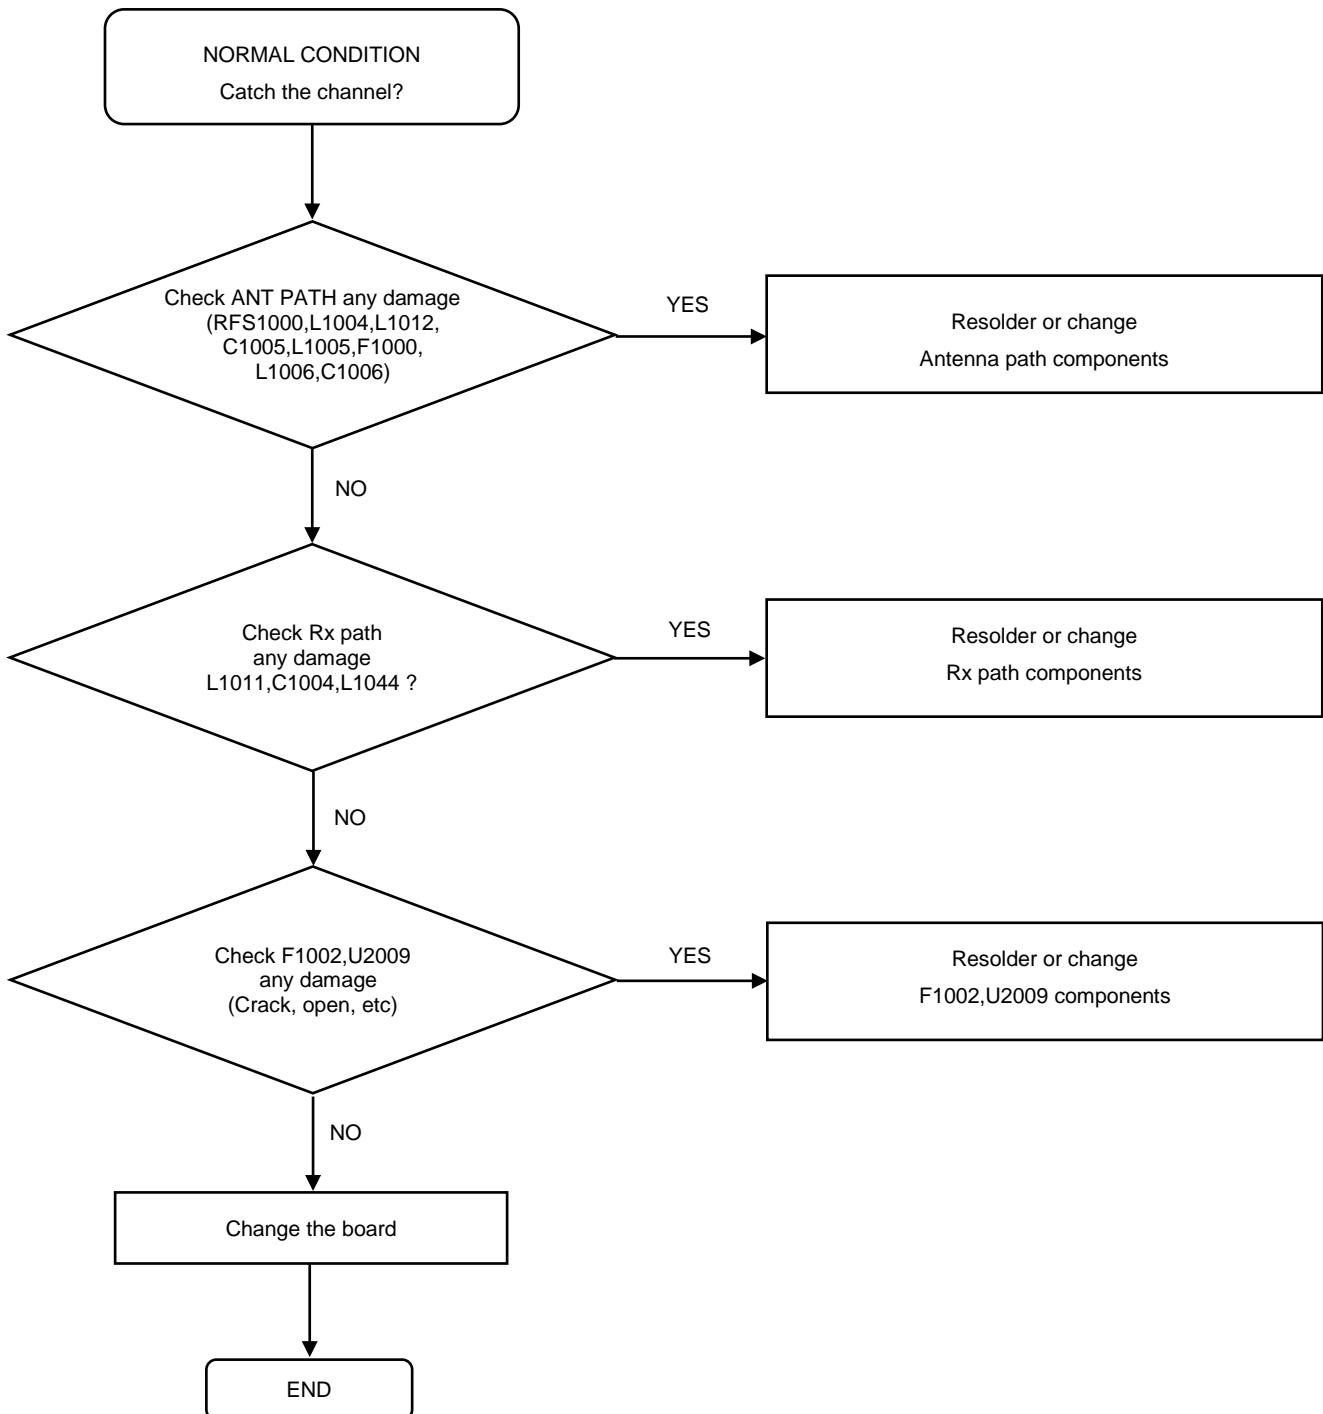 NORMAL CONDITION
Catch the channel?
Check ANT PATH any damage
(RFS1000,L1004,L1012,
C1005,L1005,F1000,
L1006,C1006)
YES
Resolder or change
Antenna path components
NO
Check Rx path
any damage
L1011,C1004,L1044 ?
YES
Resolder or change
Rx path components
NO
Check F1002,U2009
any damage
(Crack, open, etc)
YES
Resolder or change
F1002,U2009 components
NO
Change the board
END